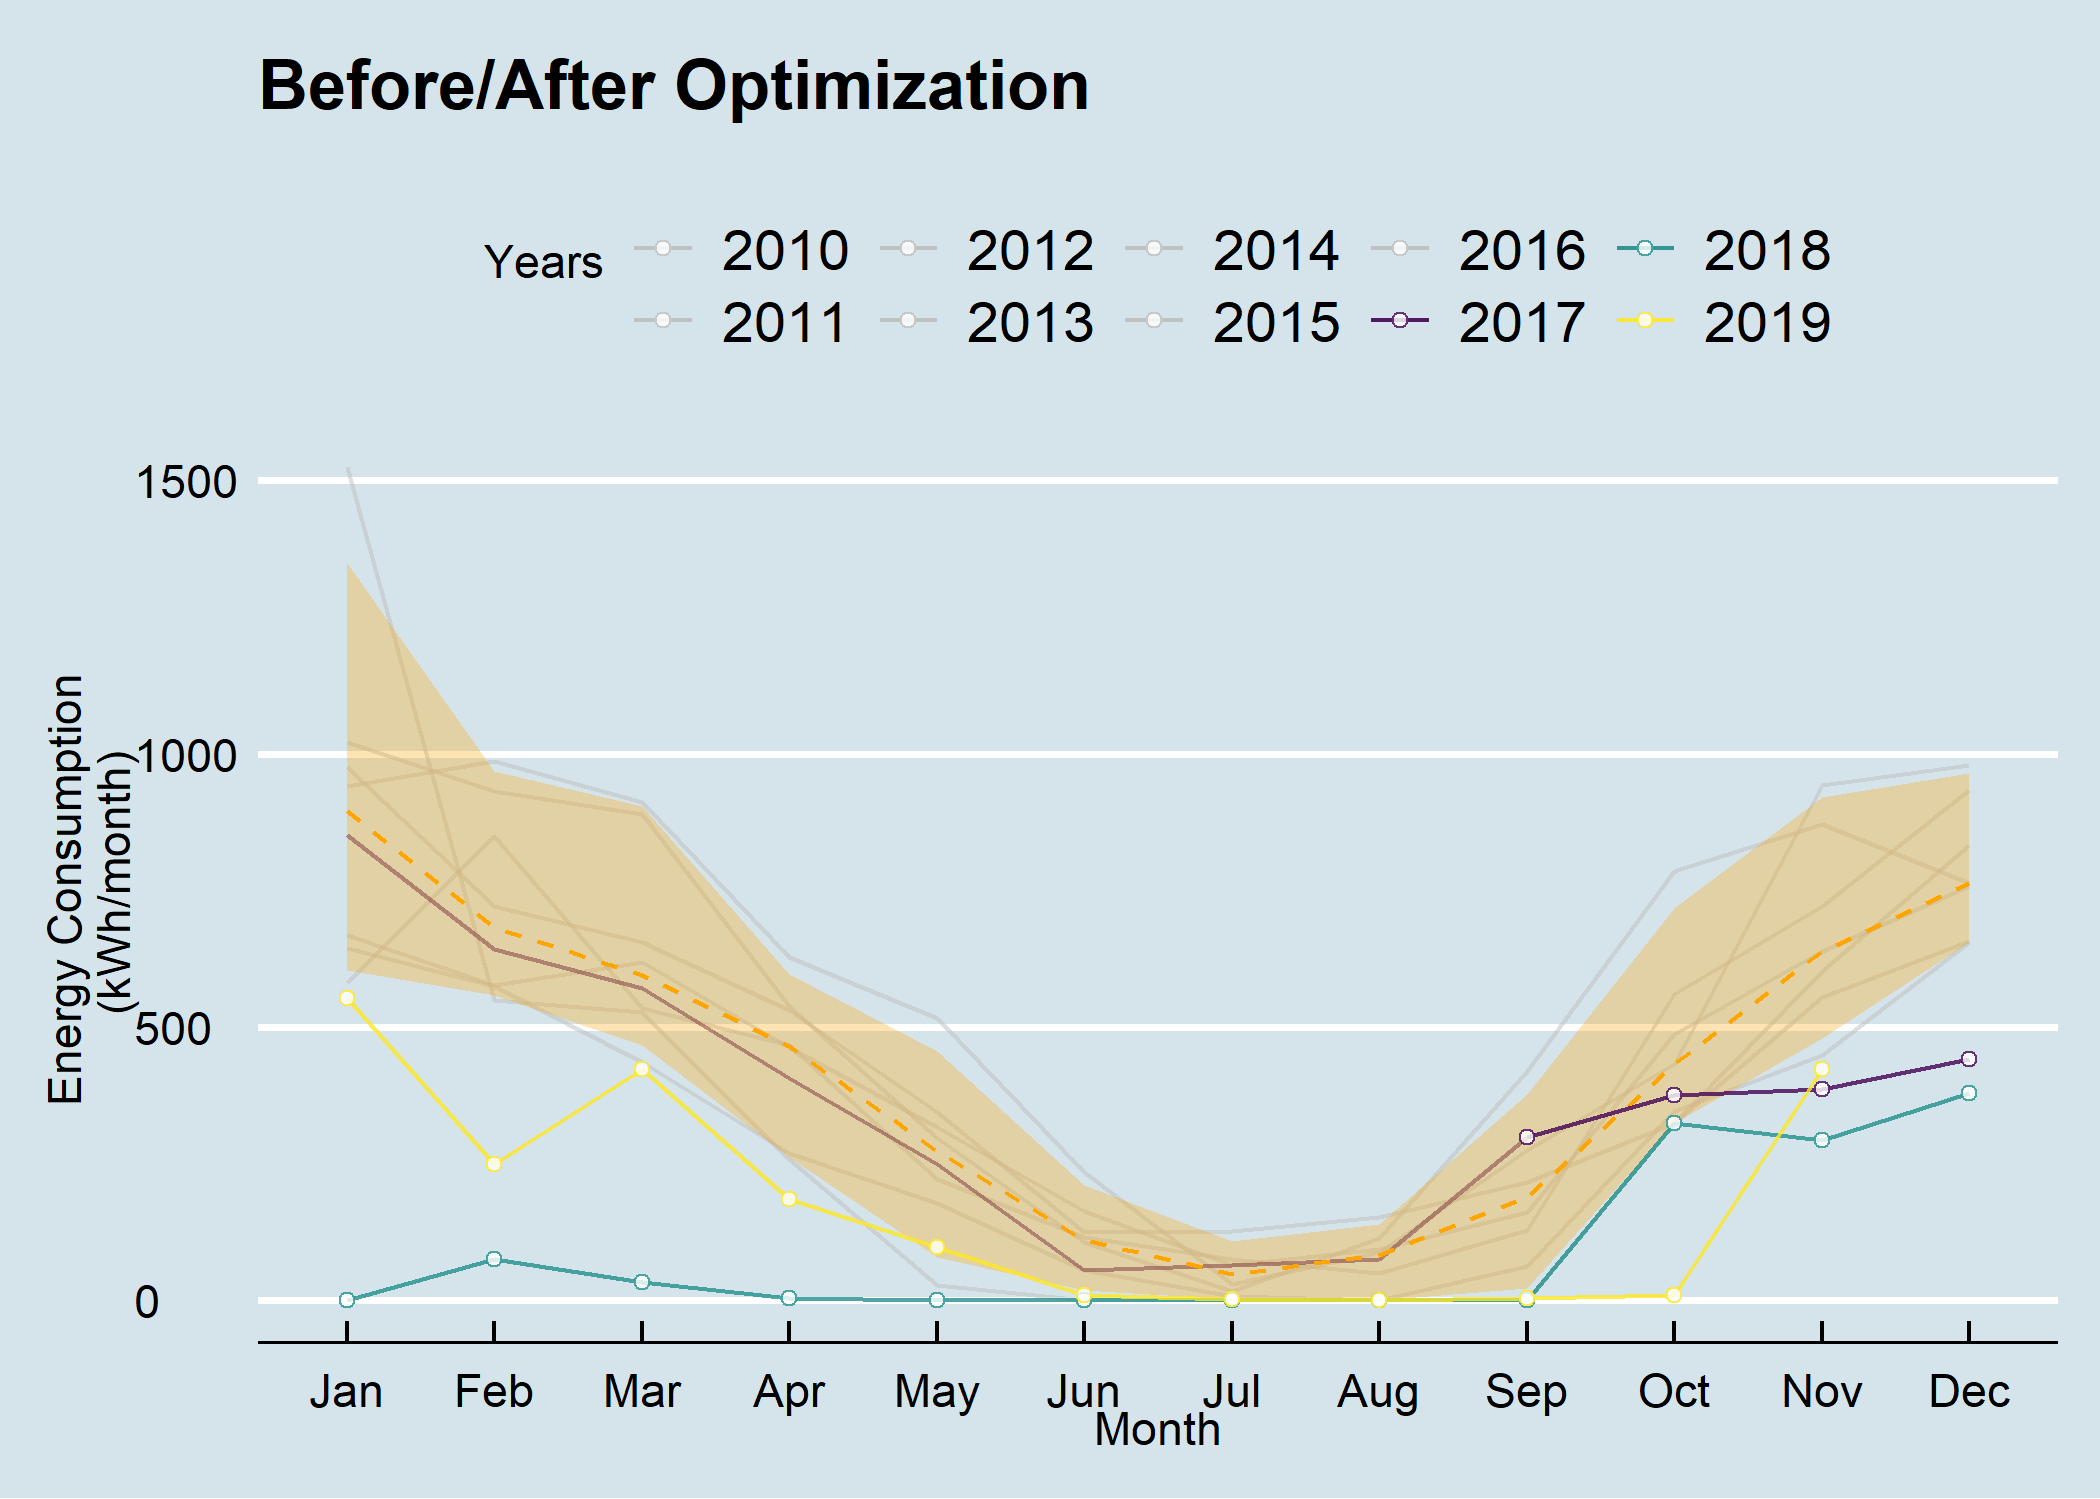 Before/After Optimization
Years
2010 2012 2014 2016 2018
2011 2013 2015 2017 2019
Energy Consumption
(kWh/month)
1500
1000
500
0
Jan Feb Mar Apr May Jun Jul Aug Sep Oct Nov Dec
Month